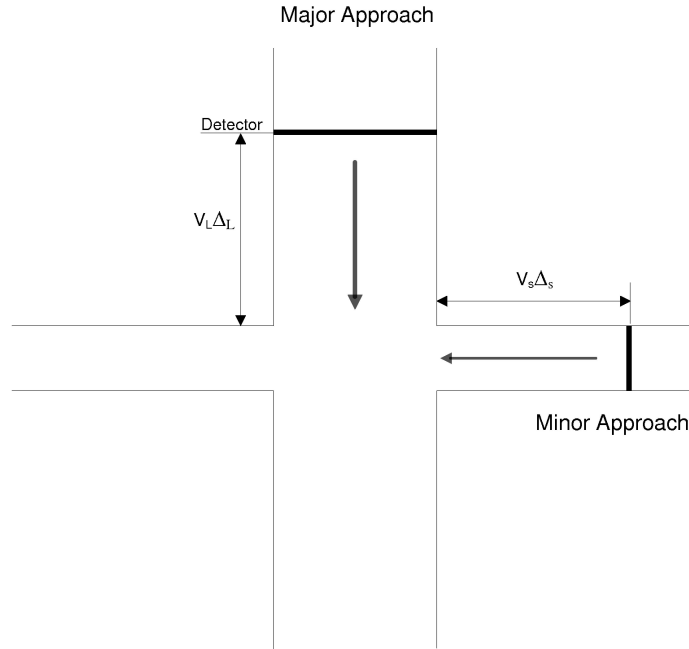 Major Approach
Detector
VLΔL
VsΔs
Minor Approach